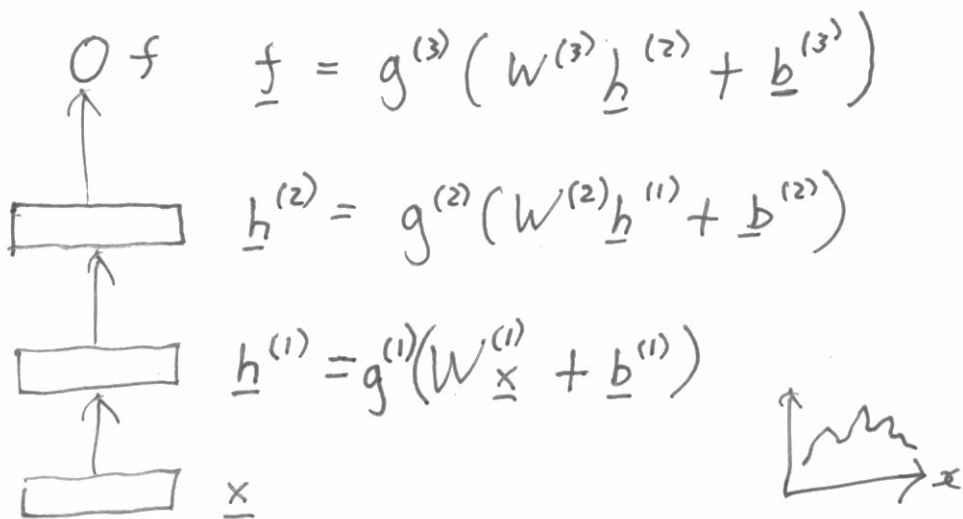 f  f = g^(3)(W^(3) h^(2) + b^(3))
h^(2) = g^(2)(W^(2) h^(1) + b^(2))
h^(1) = g^(1)(W^(1) x + b^(1))
x
x